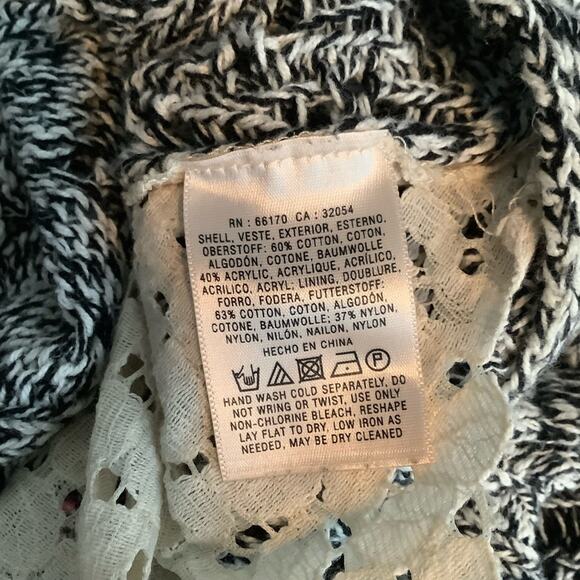 RN : 66170 CA : 32054
SHELL, VESTE, EXTERIOR, ESTERNO,
OBERSTOFF: 60% COTTON, COTON,
ALGODÓN, COTONE, BAUMWOLLE
40% ACRYLIC, ACRYLIQUE, ACRÍLICO,
ACRILICO, ACRYL; LINING, DOUBLURE,
FORRO, FODERA, FUTTERSTOFF:
63% COTTON, COTON, ALGODÓN,
COTONE, BAUMWOLLE; 37% NYLON,
NYLON, NILÓN, NAILON, NYLON
HECHO EN CHINA
P
HAND WASH COLD SEPARATELY, DO
NOT WRING OR TWIST, USE ONLY
NON-CHLORINE BLEACH, RESHAPE
LAY FLAT TO DRY, LOW IRON AS
NEEDED, MAY BE DRY CLEANED